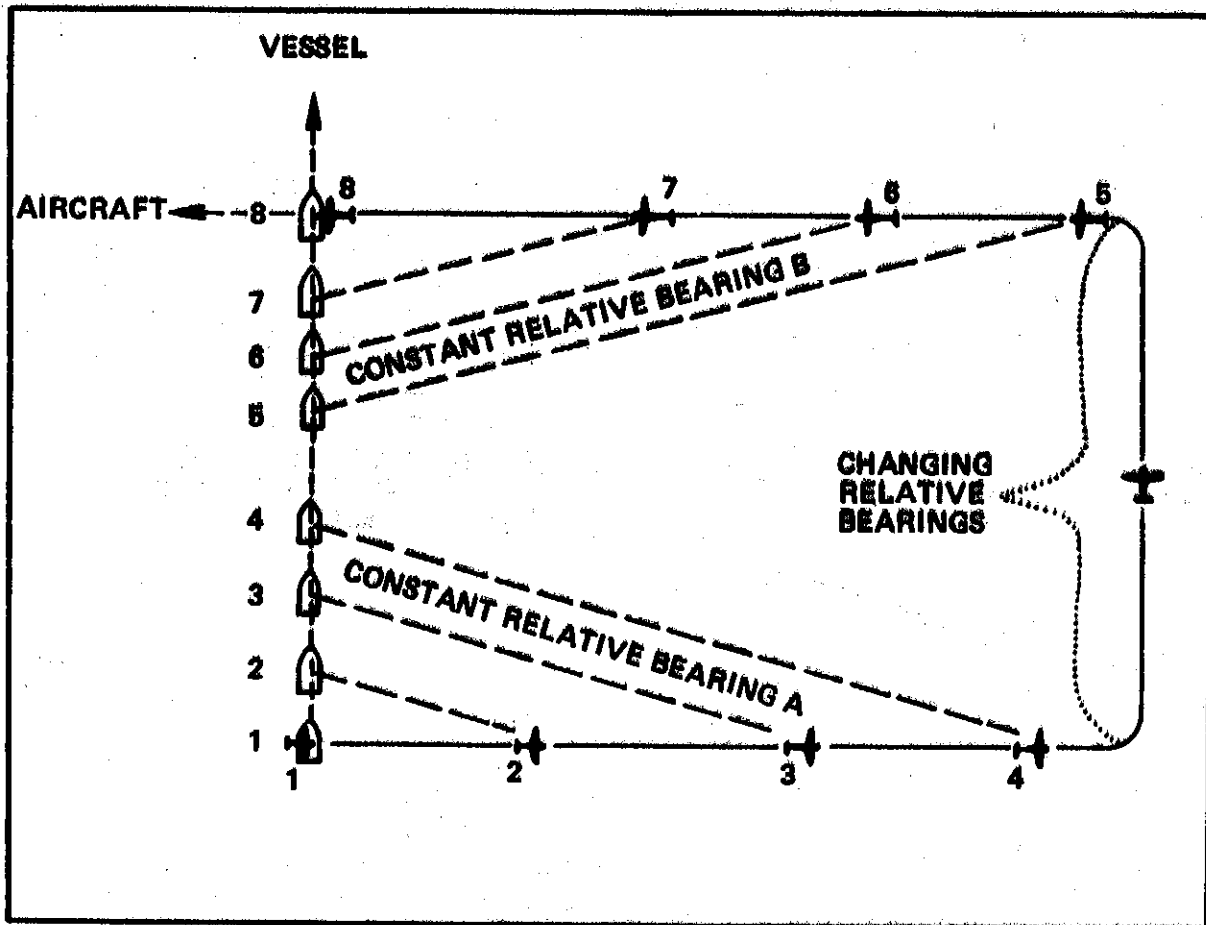 VESSEL
AIRCRAFT
8
8
7
6
5
7
CONSTANT RELATIVE BEARING B
6
5
CHANGING
RELATIVE
BEARINGS
4
CONSTANT RELATIVE BEARING A
3
2
1
1
2
3
4